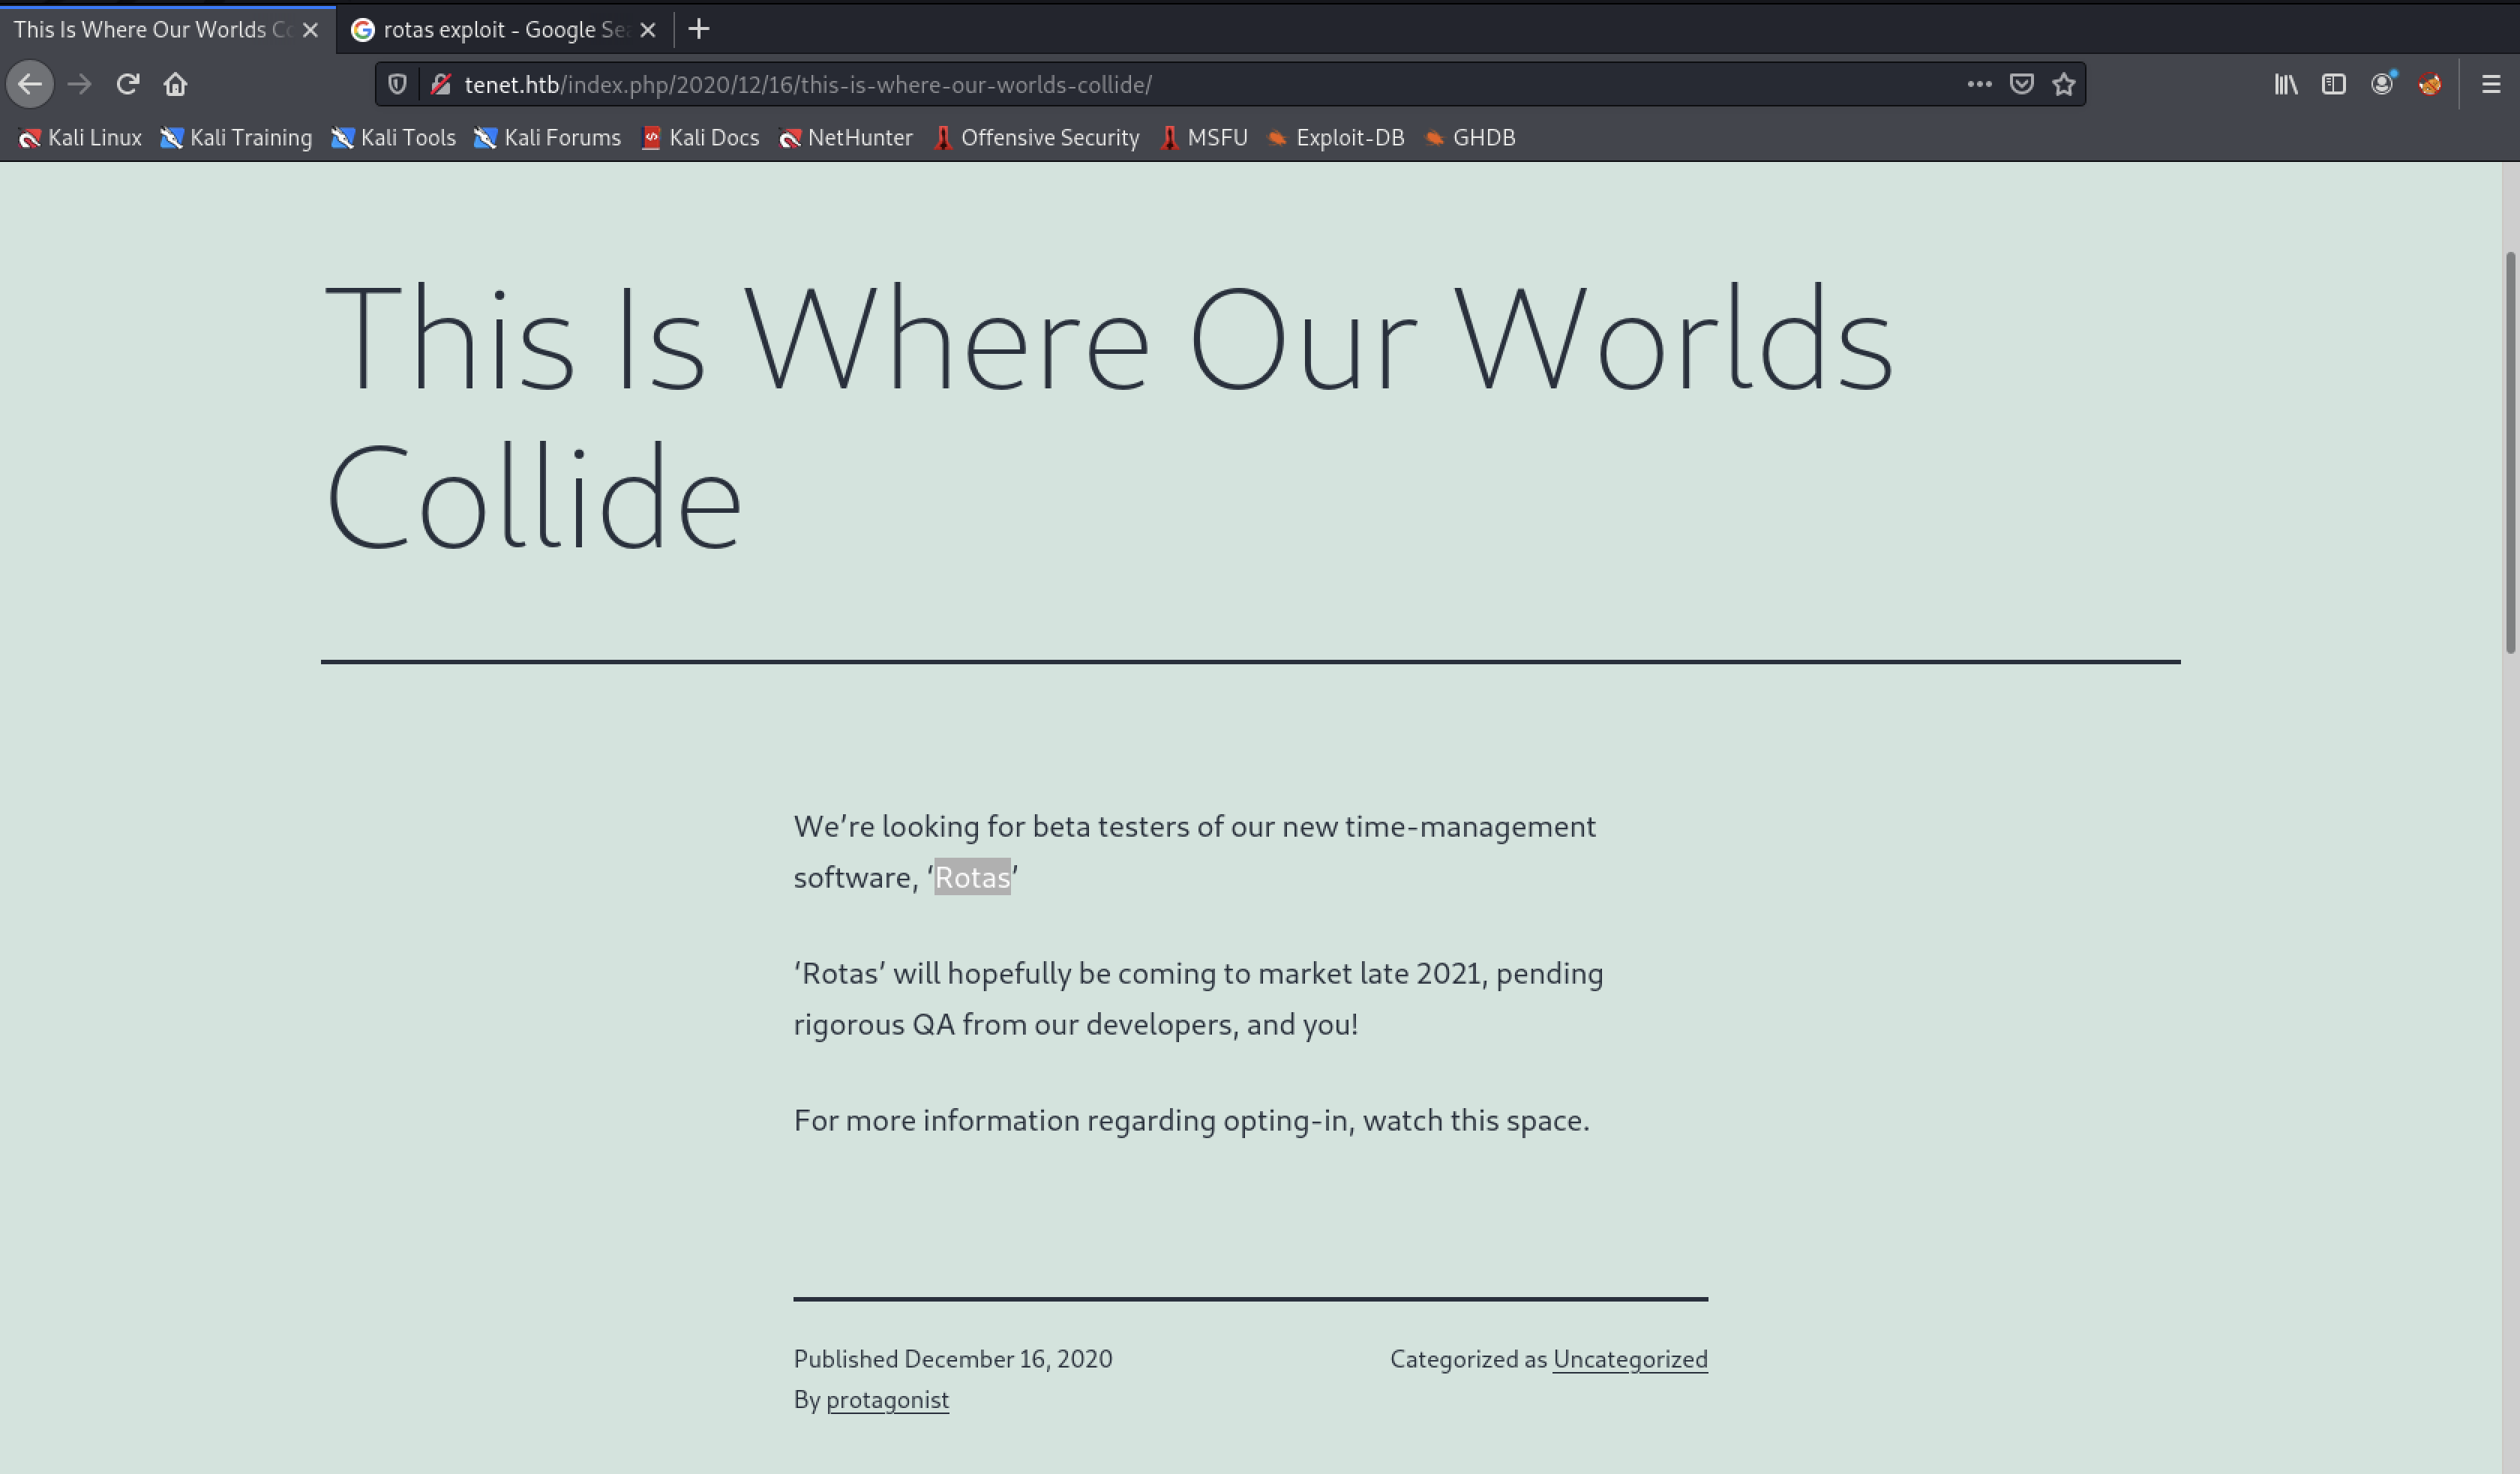 This Is Where Our Worlds Co
rotas exploit - Google Sea
tenet.htb/index.php/2020/12/16/this-is-where-our-worlds-collide/
Kali Linux Kali Training Kali Tools Kali Forums Kali Docs NetHunter Offensive Security MSFU Exploit-DB GHDB
This Is Where Our Worlds
Collide
We’re looking for beta testers of our new time-management
software, ‘Rotas’
‘Rotas’ will hopefully be coming to market late 2021, pending
rigorous QA from our developers, and you!
For more information regarding opting-in, watch this space.
Published December 16, 2020
By protagonist
Categorized as Uncategorized